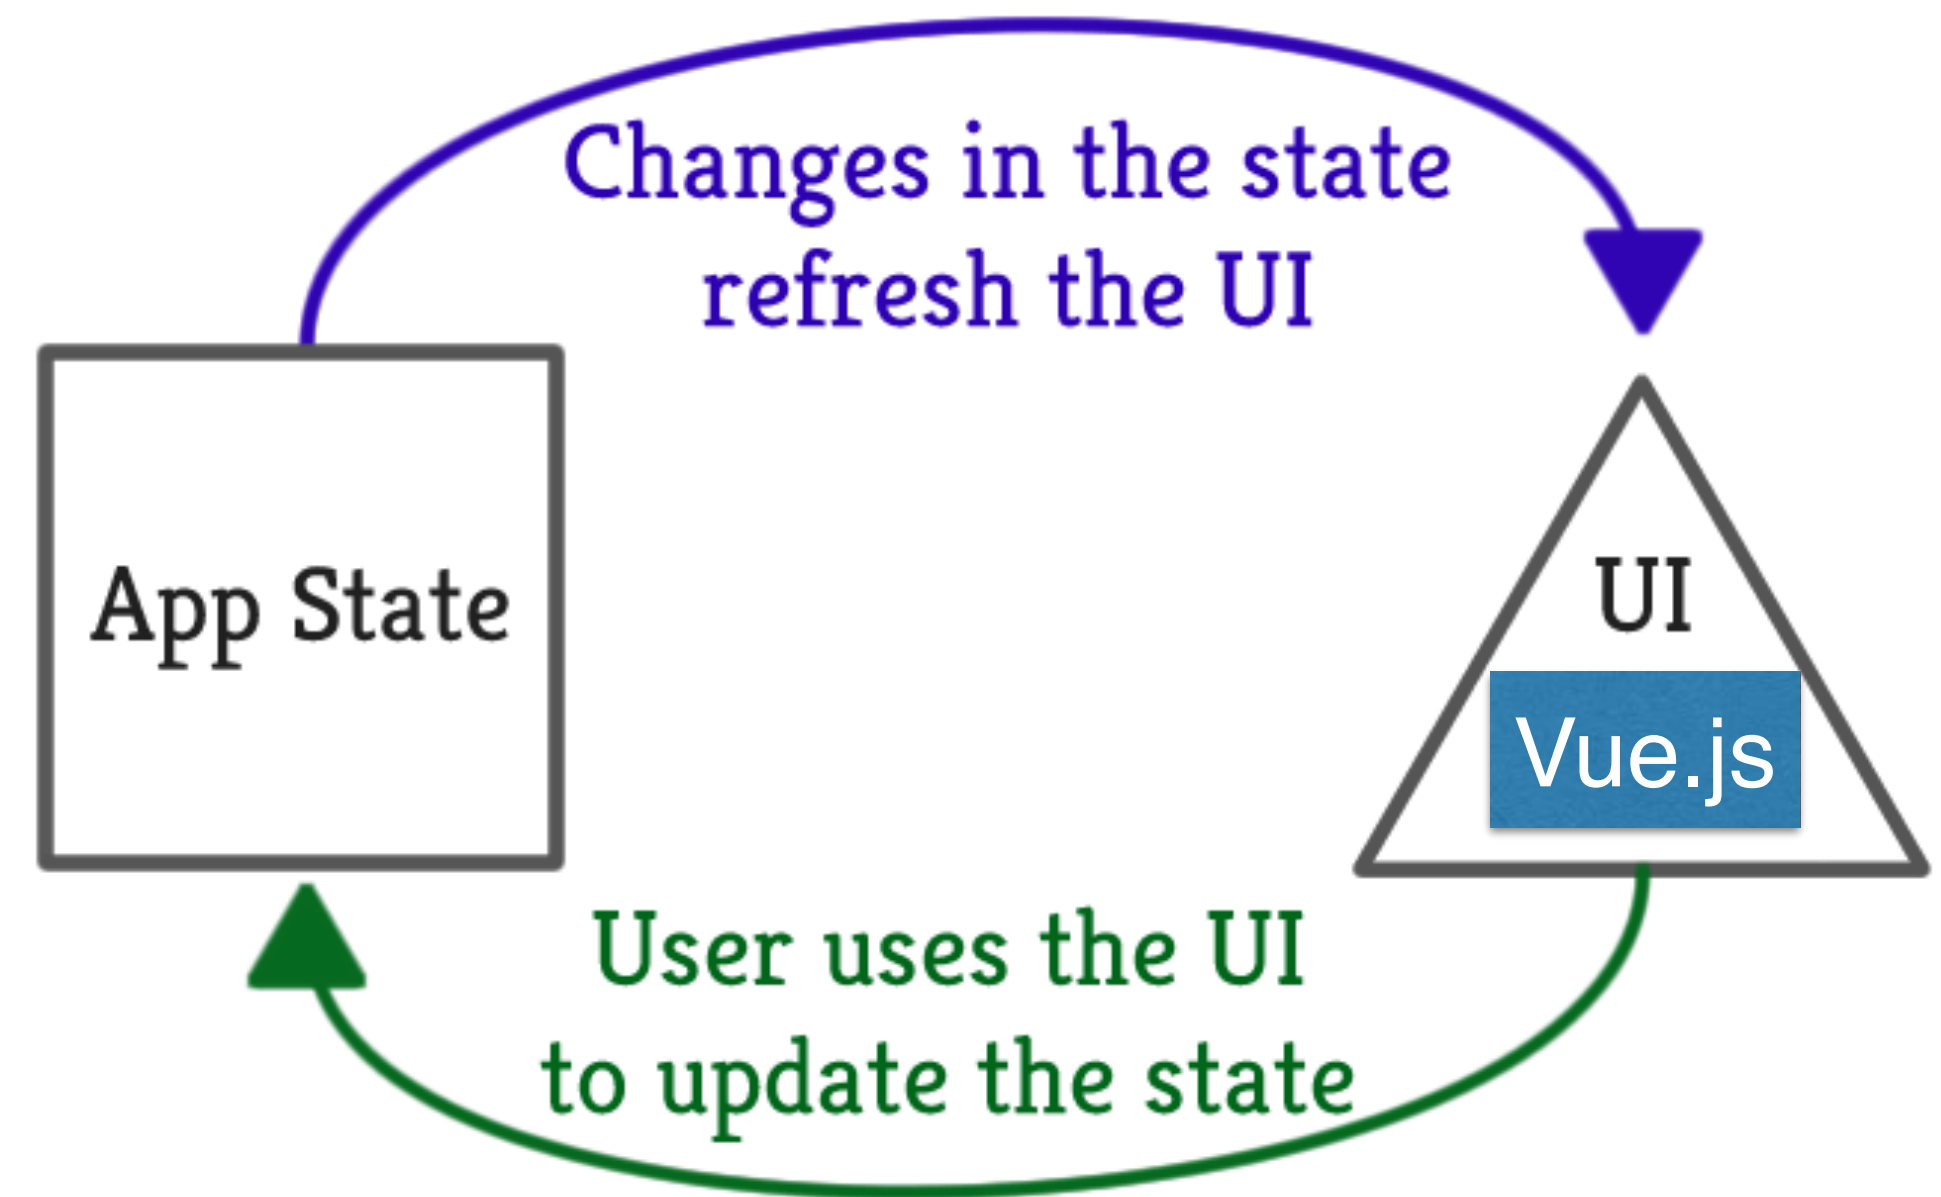 Changes in the state
refresh the UI
App State
UI
Vue.js
User uses the UI
to update the state